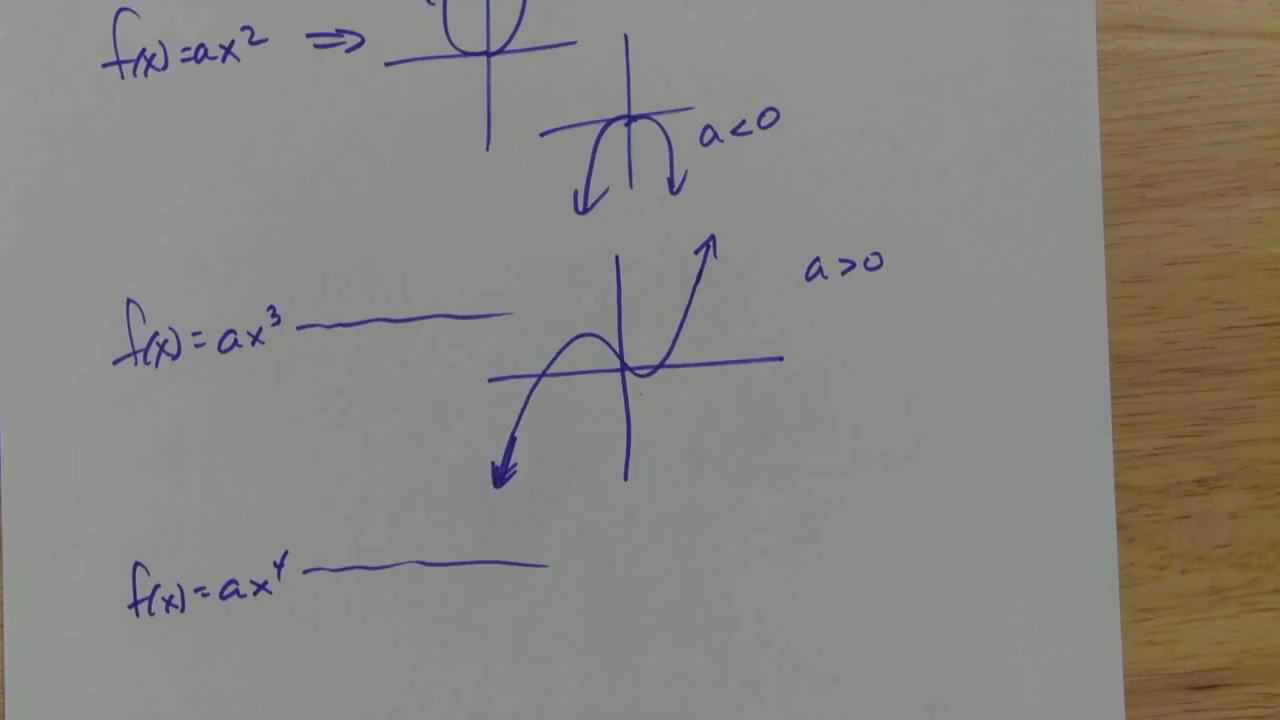 f(x)=ax² ⇒
a<0
a>0
f(x)=ax³
f(x)=ax⁴